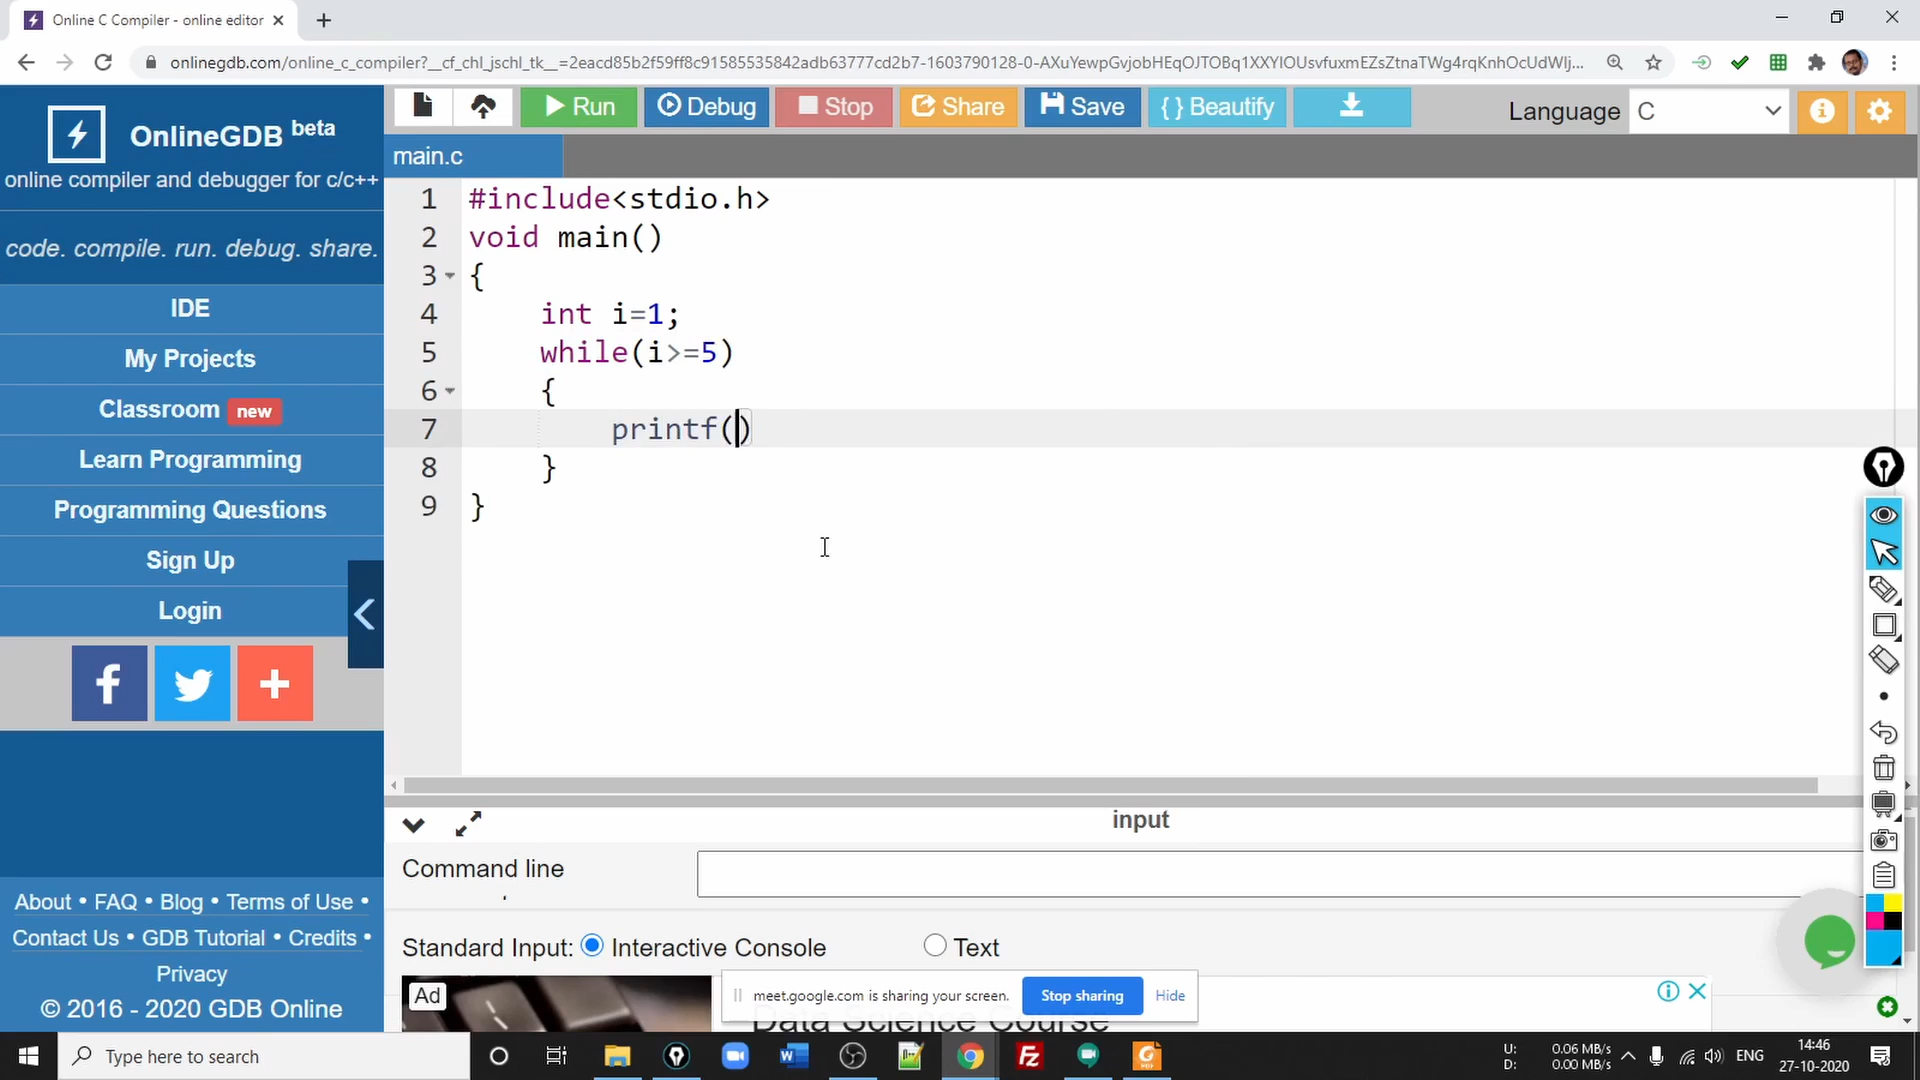 Online C Compiler - online editor
onlinegdb.com/online_c_compiler?__cf_chl_jschl_tk__=2eacd85b2f59ff8c91585535842adb63777cd2b7-1603790128-0-AXuYewpGvjobHEqOJTOBq1XXYIOUsvfuxmEZsZtnaTWg4rqKnhOcUdWIj...
OnlineGDB beta
online compiler and debugger for c/c++
code. compile. run. debug. share.
IDE
My Projects
Classroom new
Learn Programming
Programming Questions
Sign Up
Login
About • FAQ • Blog • Terms of Use •
Contact Us • GDB Tutorial • Credits •
Privacy
© 2016 - 2020 GDB Online
Run Debug Stop Share Save { } Beautify
Language C
main.c
1 #include<stdio.h>
2 void main()
3 {
4 int i=1;
5 while(i>=5)
6 {
7 printf()
8 }
9 }
input
Command line
Standard Input: Interactive Console Text
Ad
Data Science Course
meet.google.com is sharing your screen. Stop sharing Hide
Type here to search
U: 0.06 MB/s
D: 0.00 MB/s
ENG
14:46
27-10-2020